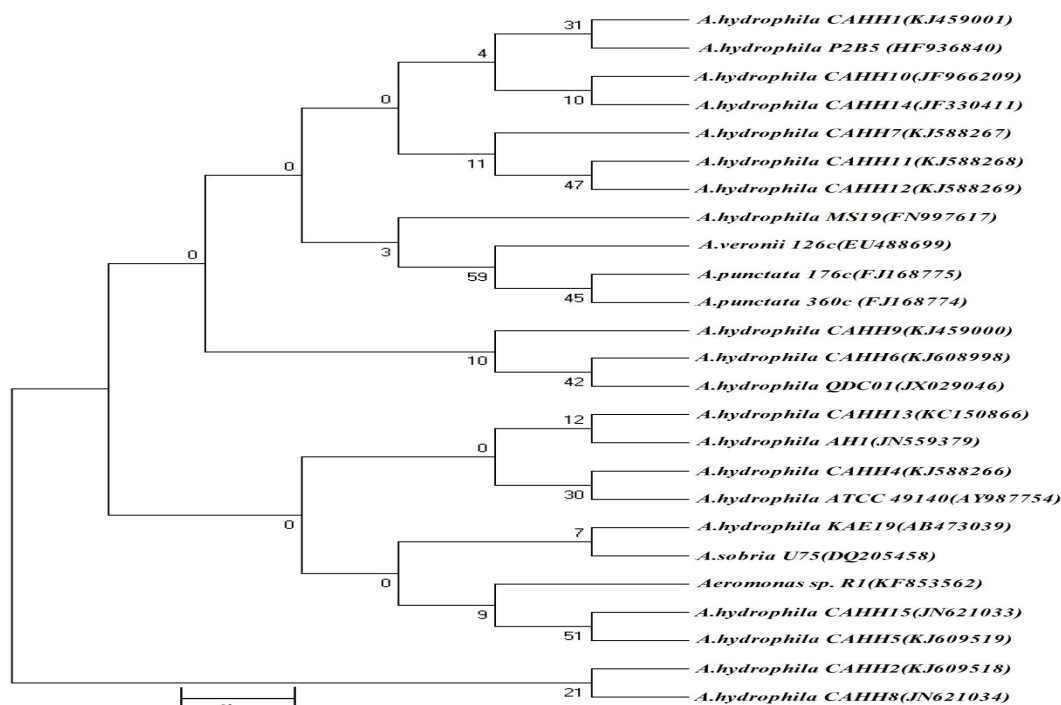 31
A.hydrophila CAHH1(KJ459001)
A.hydrophila P2B5 (HF936840)
4
A.hydrophila CAHH10(JF966209)
10
A.hydrophila CAHH14(JF330411)
0
A.hydrophila CAHH7(KJ588267)
11
A.hydrophila CAHH11(KJ588268)
47
A.hydrophila CAHH12(KJ588269)
0
A.hydrophila MS19(FN997617)
3
A.veronii 126c(EU488699)
59
A.punctata 176c(FJ168775)
45
A.punctata 360c (FJ168774)
0
A.hydrophila CAHH9(KJ459000)
10
A.hydrophila CAHH6(KJ608998)
42
A.hydrophila QDC01(JX029046)
12
A.hydrophila CAHH13(KC150866)
A.hydrophila AH1(JN559379)
0
A.hydrophila CAHH4(KJ588266)
30
A.hydrophila ATCC 49140(AY987754)
0
A.hydrophila KAE19(AB473039)
7
A.sobria U75(DQ205458)
0
Aeromonas sp. R1(KF853562)
9
A.hydrophila CAHH15(JN621033)
51
A.hydrophila CAHH5(KJ609519)
A.hydrophila CAHH2(KJ609518)
21
A.hydrophila CAHH8(JN621034)